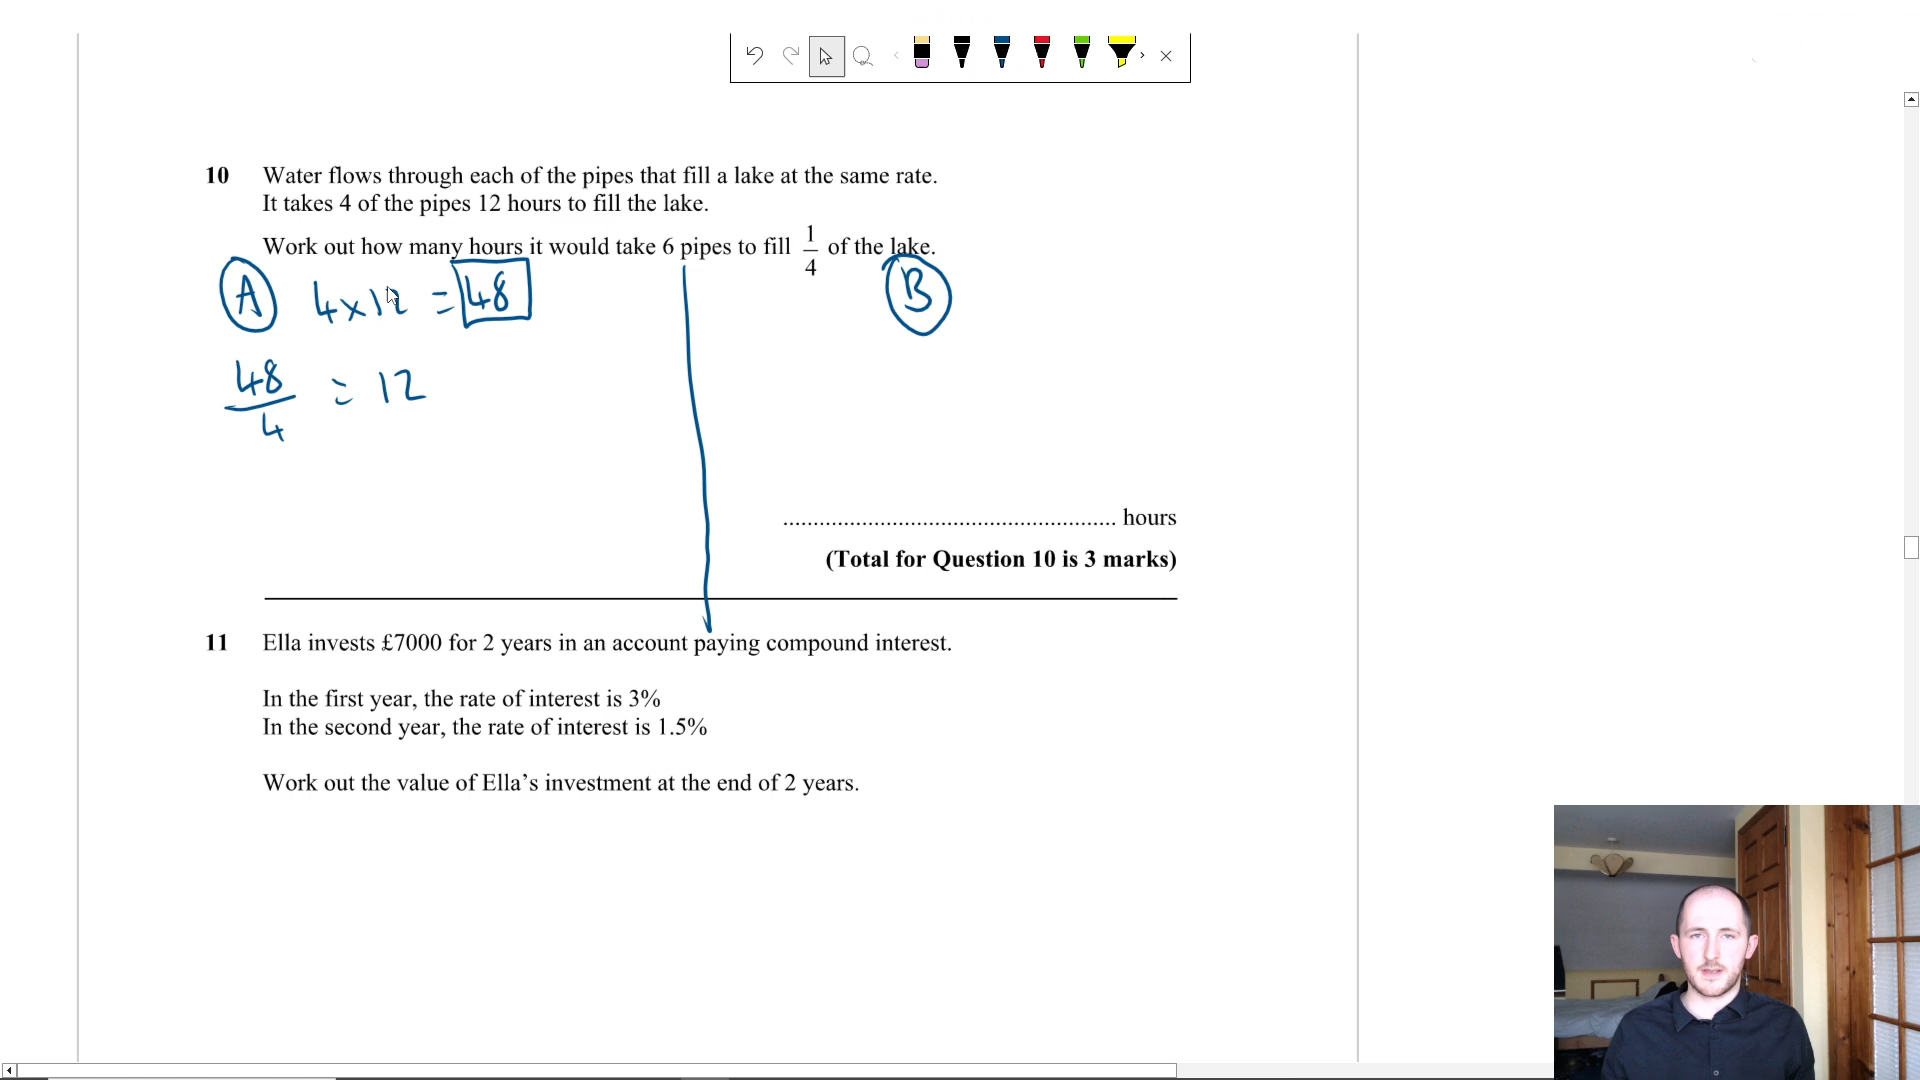 10 Water flows through each of the pipes that fill a lake at the same rate.
It takes 4 of the pipes 12 hours to fill the lake.
Work out how many hours it would take 6 pipes to fill 1/4 of the lake.
A 4 x 12 = 48
B
48/4 = 12
.................................................... hours
(Total for Question 10 is 3 marks)
11 Ella invests £7000 for 2 years in an account paying compound interest.
In the first year, the rate of interest is 3%
In the second year, the rate of interest is 1.5%
Work out the value of Ella’s investment at the end of 2 years.